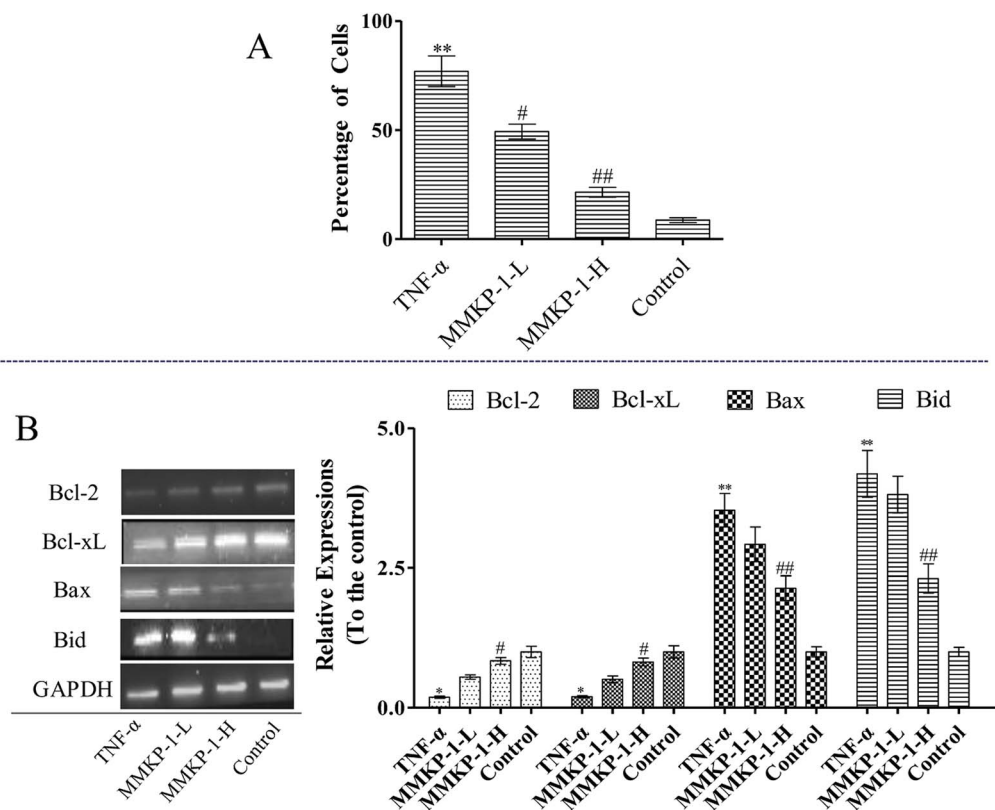 A
Percentage of Cells
100
50
0
**
#
##
TNF-α
MMKP-1-L
MMKP-1-H
Control
B
Bcl-2
Bcl-xL
Bax
Bid
GAPDH
TNF-α
MMKP-1-L
MMKP-1-H
Control
Bcl-2 Bcl-xL Bax Bid
Relative Expressions
(To the control)
5.0
2.5
0.0
*
#
*
#
**
##
**
##
TNF-α
MMKP-1-L
MMKP-1-H
Control
TNF-α
MMKP-1-L
MMKP-1-H
Control
TNF-α
MMKP-1-L
MMKP-1-H
Control
TNF-α
MMKP-1-L
MMKP-1-H
Control